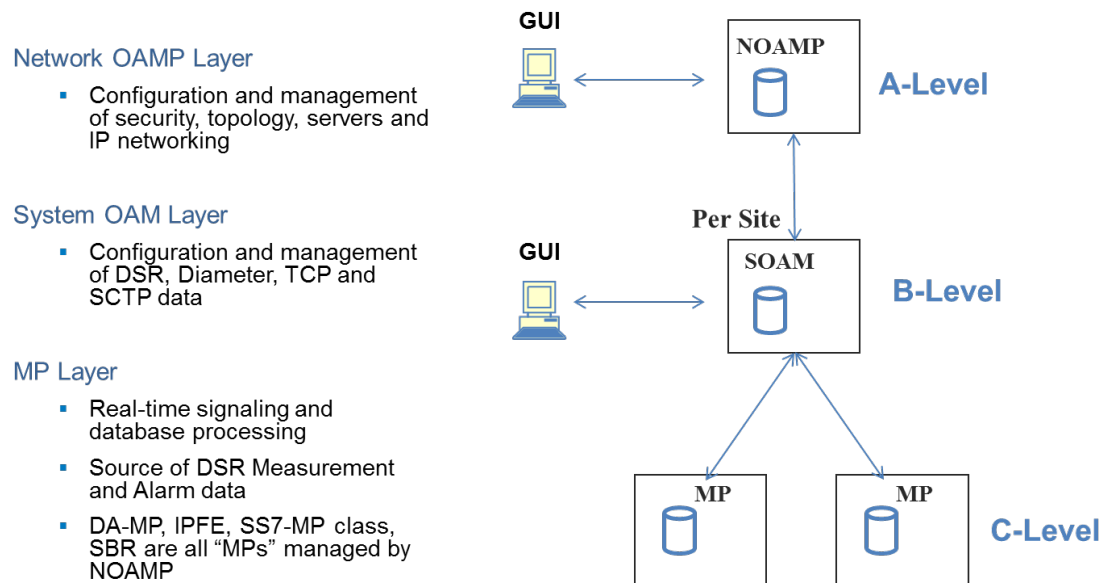 Network OAMP Layer
▪ Configuration and management
of security, topology, servers and
IP networking
System OAM Layer
▪ Configuration and management
of DSR, Diameter, TCP and
SCTP data
MP Layer
▪ Real-time signaling and
database processing
▪ Source of DSR Measurement
and Alarm data
▪ DA-MP, IPFE, SS7-MP class,
SBR are all “MPs” managed by
NOAMP
GUI
NOAMP
A-Level
Per Site
GUI
SOAM
B-Level
MP
MP
C-Level